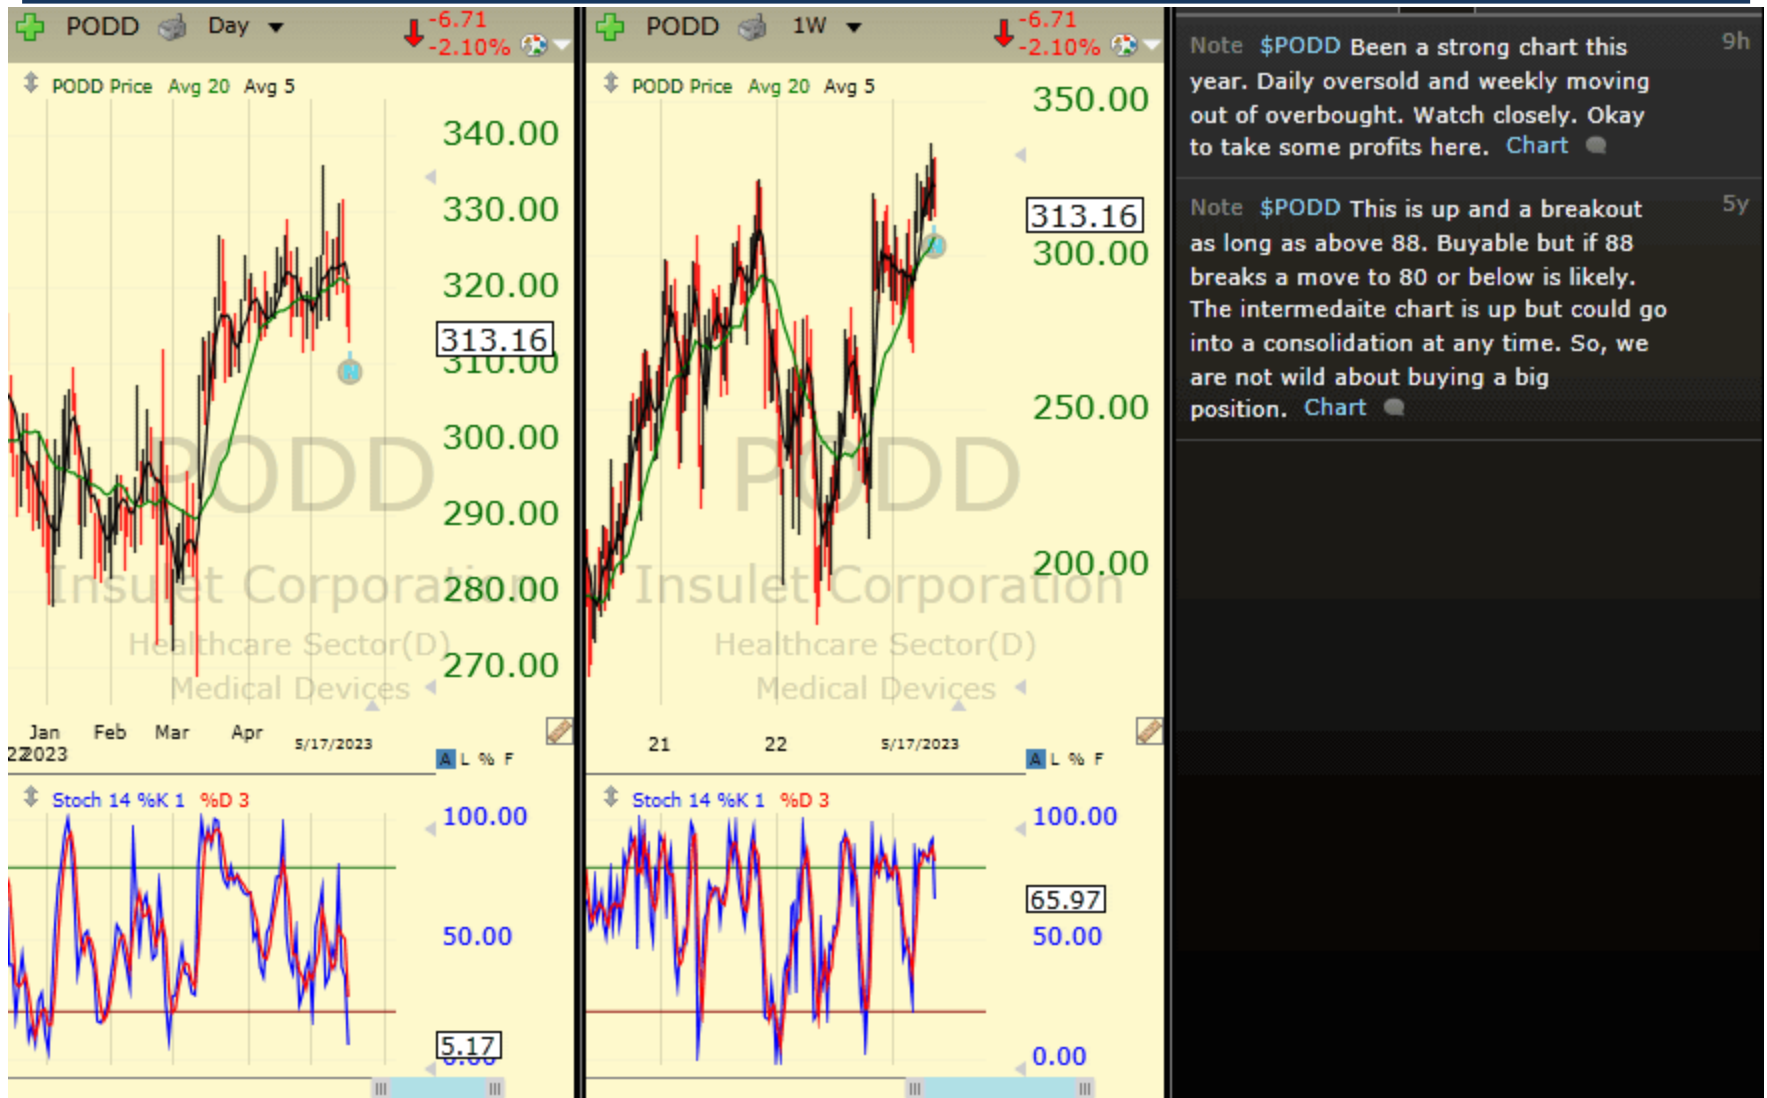 PODD Day
-6.71
-2.10%
PODD Price Avg 20 Avg 5
340.00
330.00
320.00
313.16
310.00
300.00
290.00
280.00
270.00
PODD
Insulet Corporation
Healthcare Sector(D)
Medical Devices
N
Jan Feb Mar Apr 5/17/2023
222023
A L % F
Stoch 14 %K 1 %D 3
100.00
50.00
5.17
0.00
PODD 1W
-6.71
-2.10%
PODD Price Avg 20 Avg 5
350.00
313.16
300.00
250.00
200.00
PODD
Insulet Corporation
Healthcare Sector(D)
Medical Devices
N
21 22 5/17/2023
A L % F
Stoch 14 %K 1 %D 3
100.00
65.97
50.00
0.00
Note $PODD Been a strong chart this 9h
year. Daily oversold and weekly moving
out of overbought. Watch closely. Okay
to take some profits here. Chart
Note $PODD This is up and a breakout 5y
as long as above 88. Buyable but if 88
breaks a move to 80 or below is likely.
The intermedaite chart is up but could go
into a consolidation at any time. So, we
are not wild about buying a big
position. Chart